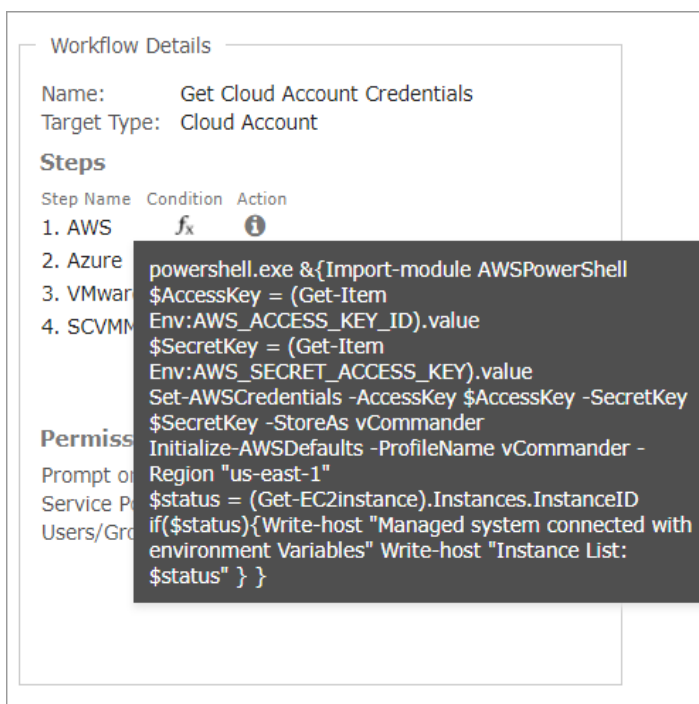 Workflow Details
Name: Get Cloud Account Credentials
Target Type: Cloud Account
Steps
Step Name Condition Action
1. AWS fx
2. Azure
3.
4. SCVMM
powershell.exe &{Import-module AWSPowerShell
$AccessKey = (Get-Item
Env:AWS_ACCESS_KEY_ID).value
$SecretKey = (Get-Item
Env:AWS_SECRET_ACCESS_KEY).value
Set-AWSCredentials -AccessKey $AccessKey -SecretKey
$SecretKey -StoreAs vCommander
Initialize-AWSDefaults -ProfileName vCommander -
Region "us-east-1"
$status = (Get-EC2instance).Instances.InstanceID
if($status){Write-host "Managed system connected with
environment Variables" Write-host "Instance List:
$status" } }
Prompt
Service